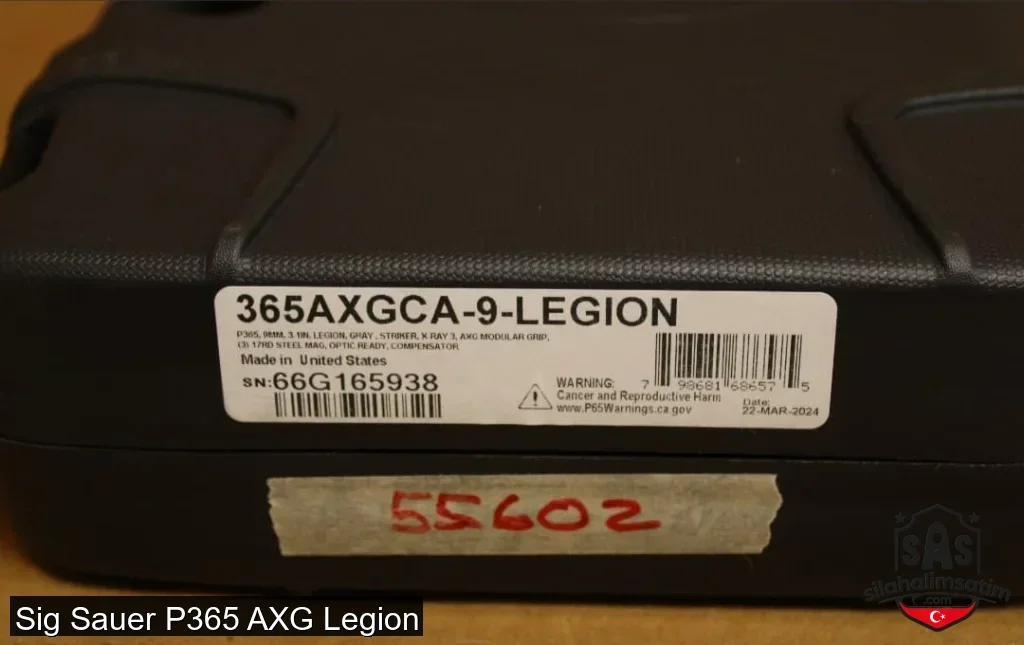 365AXGCA-9-LEGION
P365, 9MM, 3.1IN, LEGION, GRAY , STRIKER, X-RAY 3, AXG MODULAR GRIP,
(3) 17RD STEEL MAG, OPTIC READY, COMPENSATOR
Made in United States
SN:66G165938
WARNING:
Cancer and Reproductive Harm
www.P65Warnings.ca.gov
7 98681 68657 5
Date:
22-MAR-2024
55602
SAS
silahalimsatim
.com
Sig Sauer P365 AXG Legion